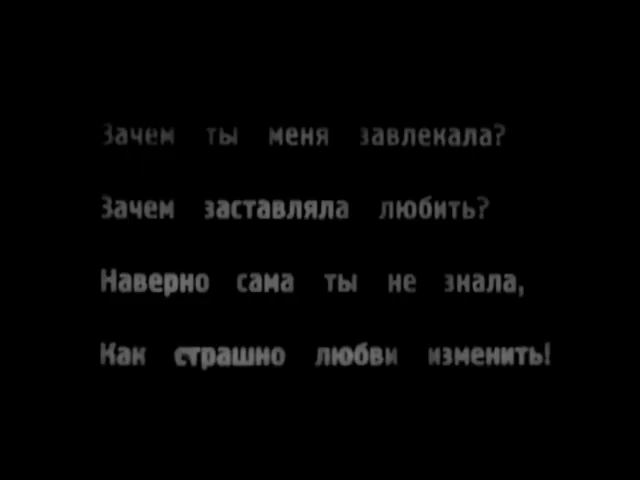 Зачем ты меня завлекала?
Зачем заставляла любить?
Наверно сама ты не знала,
Как страшно любви изменить!